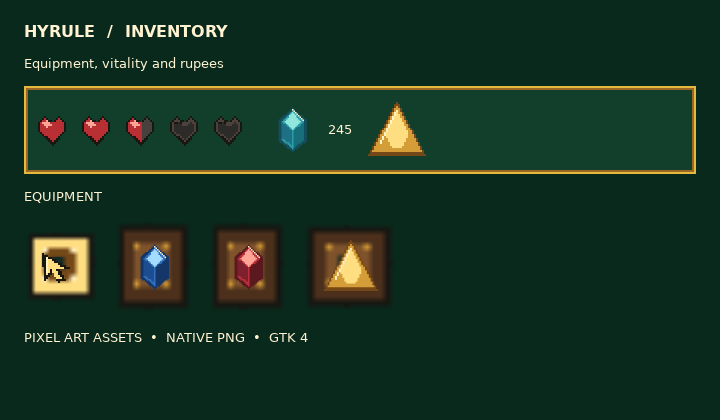 HYRULE / INVENTORY
Equipment, vitality and rupees
245
EQUIPMENT
PIXEL ART ASSETS • NATIVE PNG • GTK 4